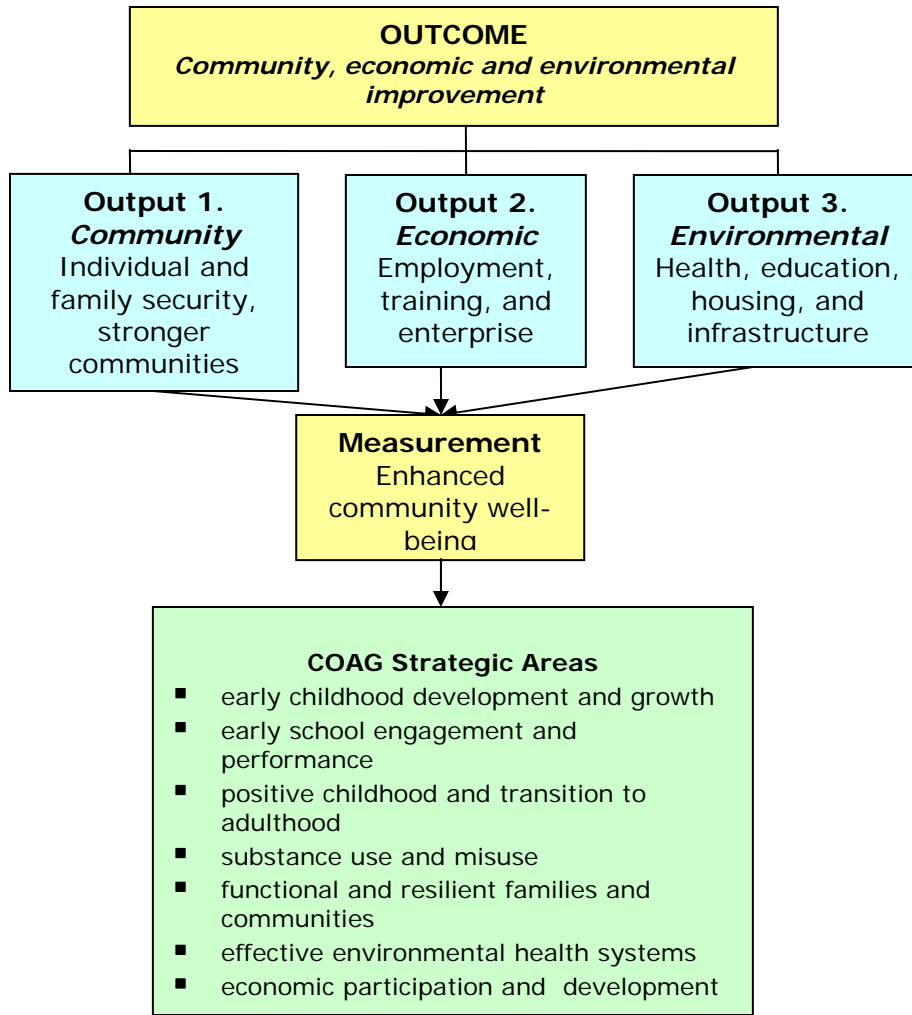 OUTCOME
Community, economic and environmental
improvement
Output 1.
Community
Individual and
family security,
stronger
communities
Output 2.
Economic
Employment,
training, and
enterprise
Output 3.
Environmental
Health, education,
housing, and
infrastructure
Measurement
Enhanced
community well-
being
COAG Strategic Areas
▪ early childhood development and growth
▪ early school engagement and
performance
▪ positive childhood and transition to
adulthood
▪ substance use and misuse
▪ functional and resilient families and
communities
▪ effective environmental health systems
▪ economic participation and development